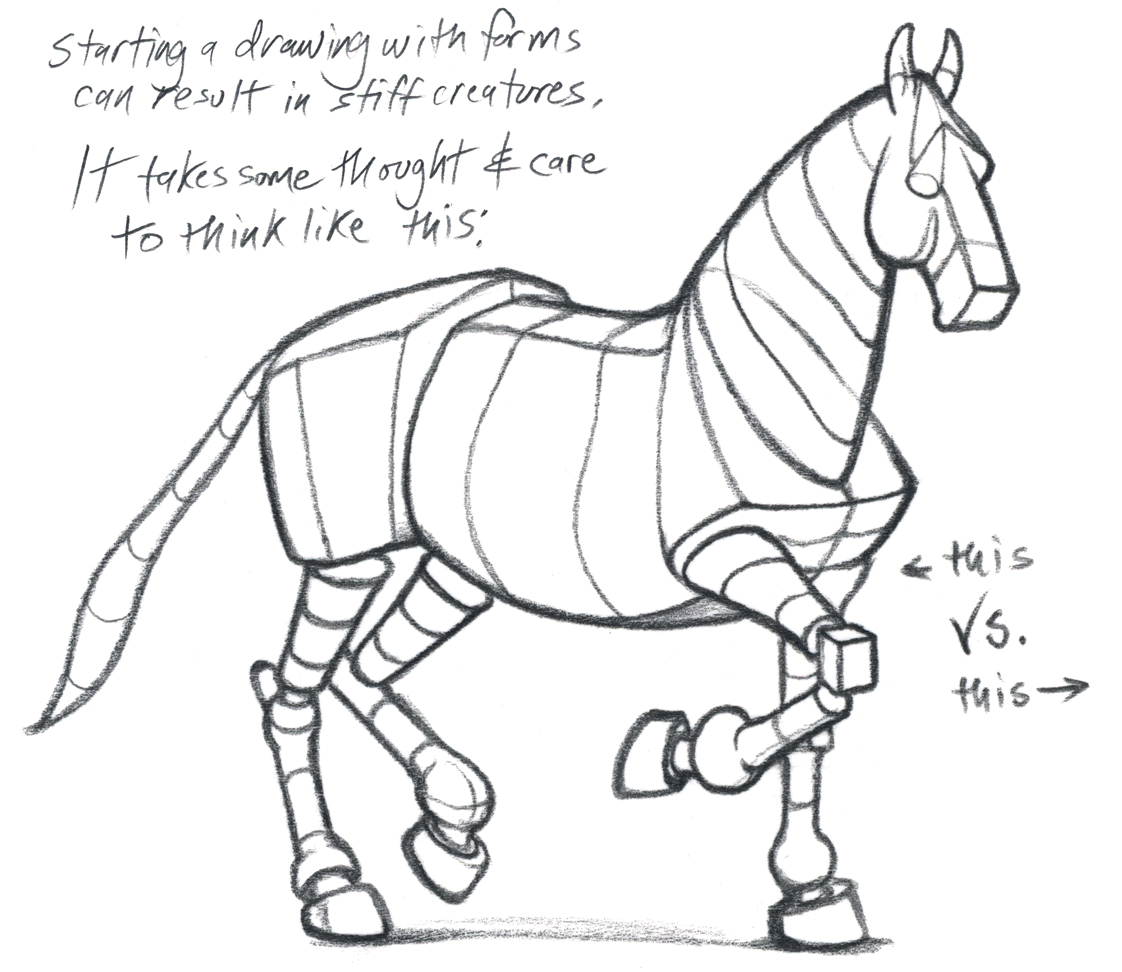 Starting a drawing with forms
can result in stiff creatures.
It takes some thought & care
to think like this:
← this
vs.
this →